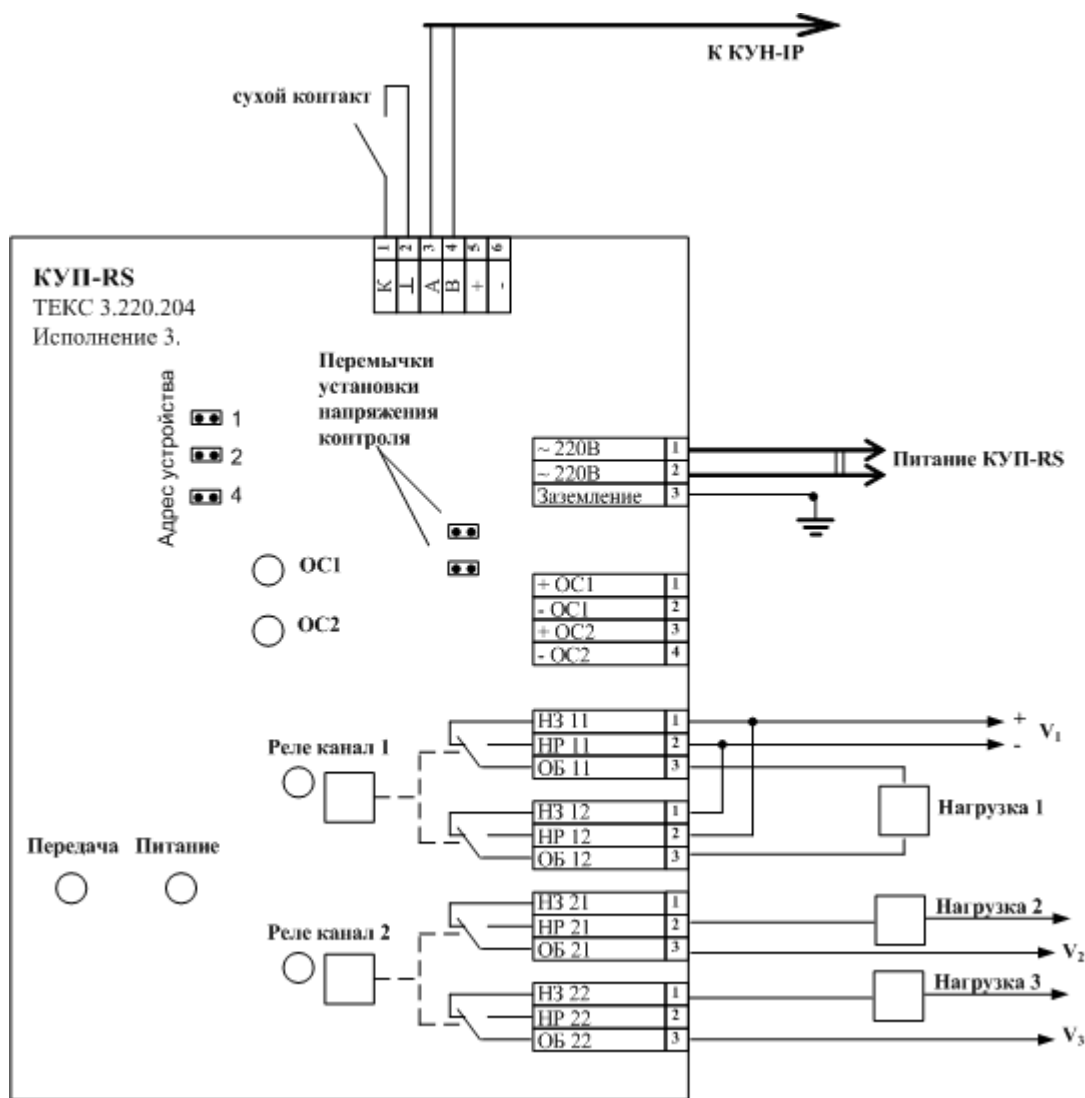 К КУН-IP
сухой контакт
1 2 3 4 5 6
К ⊥ А В + -
КУП-RS
ТЕКС 3.220.204
Исполнение 3.
Перемычки
установки
напряжения
контроля
Адрес устройства
1
2
4
~ 220В 1
~ 220В 2
Заземление 3
Питание КУП-RS
ОС1
ОС2
+ ОС1 1
- ОС1 2
+ ОС2 3
- ОС2 4
Реле канал 1
НЗ 11 1
НР 11 2
ОБ 11 3
+
-
V1
НЗ 12 1
НР 12 2
ОБ 12 3
Нагрузка 1
Передача Питание
Реле канал 2
НЗ 21 1
НР 21 2
ОБ 21 3
Нагрузка 2
V2
НЗ 22 1
НР 22 2
ОБ 22 3
Нагрузка 3
V3